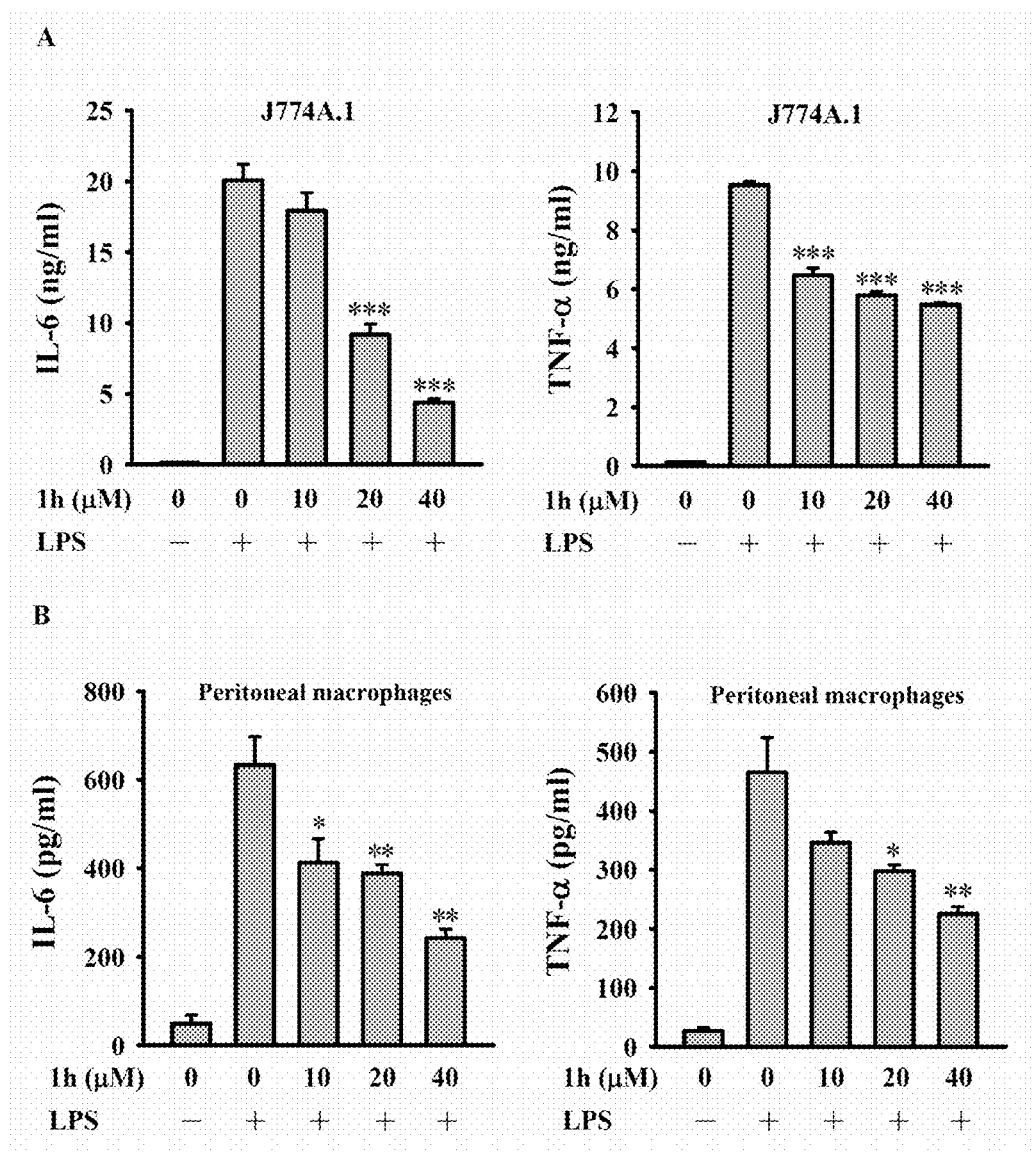 A
J774A.1
IL-6 (ng/ml)
25
20
15
10
5
0
***
***
1h (μM) 0 0 10 20 40
LPS − + + + +
J774A.1
TNF-α (ng/ml)
12
10
8
6
4
2
0
***
***
***
1h (μM) 0 0 10 20 40
LPS − + + + +
B
Peritoneal macrophages
IL-6 (pg/ml)
800
600
400
200
0
*
**
**
1h (μM) 0 0 10 20 40
LPS − + + + +
Peritoneal macrophages
TNF-α (pg/ml)
600
500
400
300
200
100
0
*
**
1h (μM) 0 0 10 20 40
LPS − + + + +